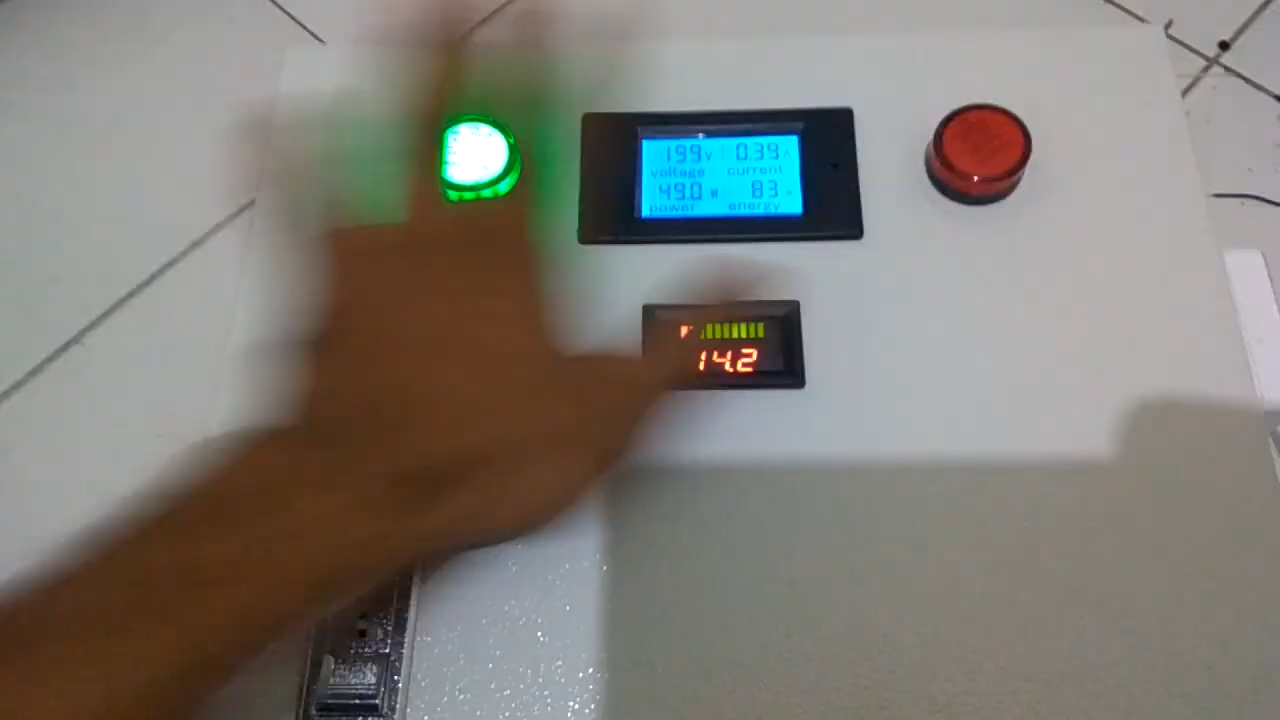 199V 0.39A
voltage current
49.0 W 83
power energy
14.2